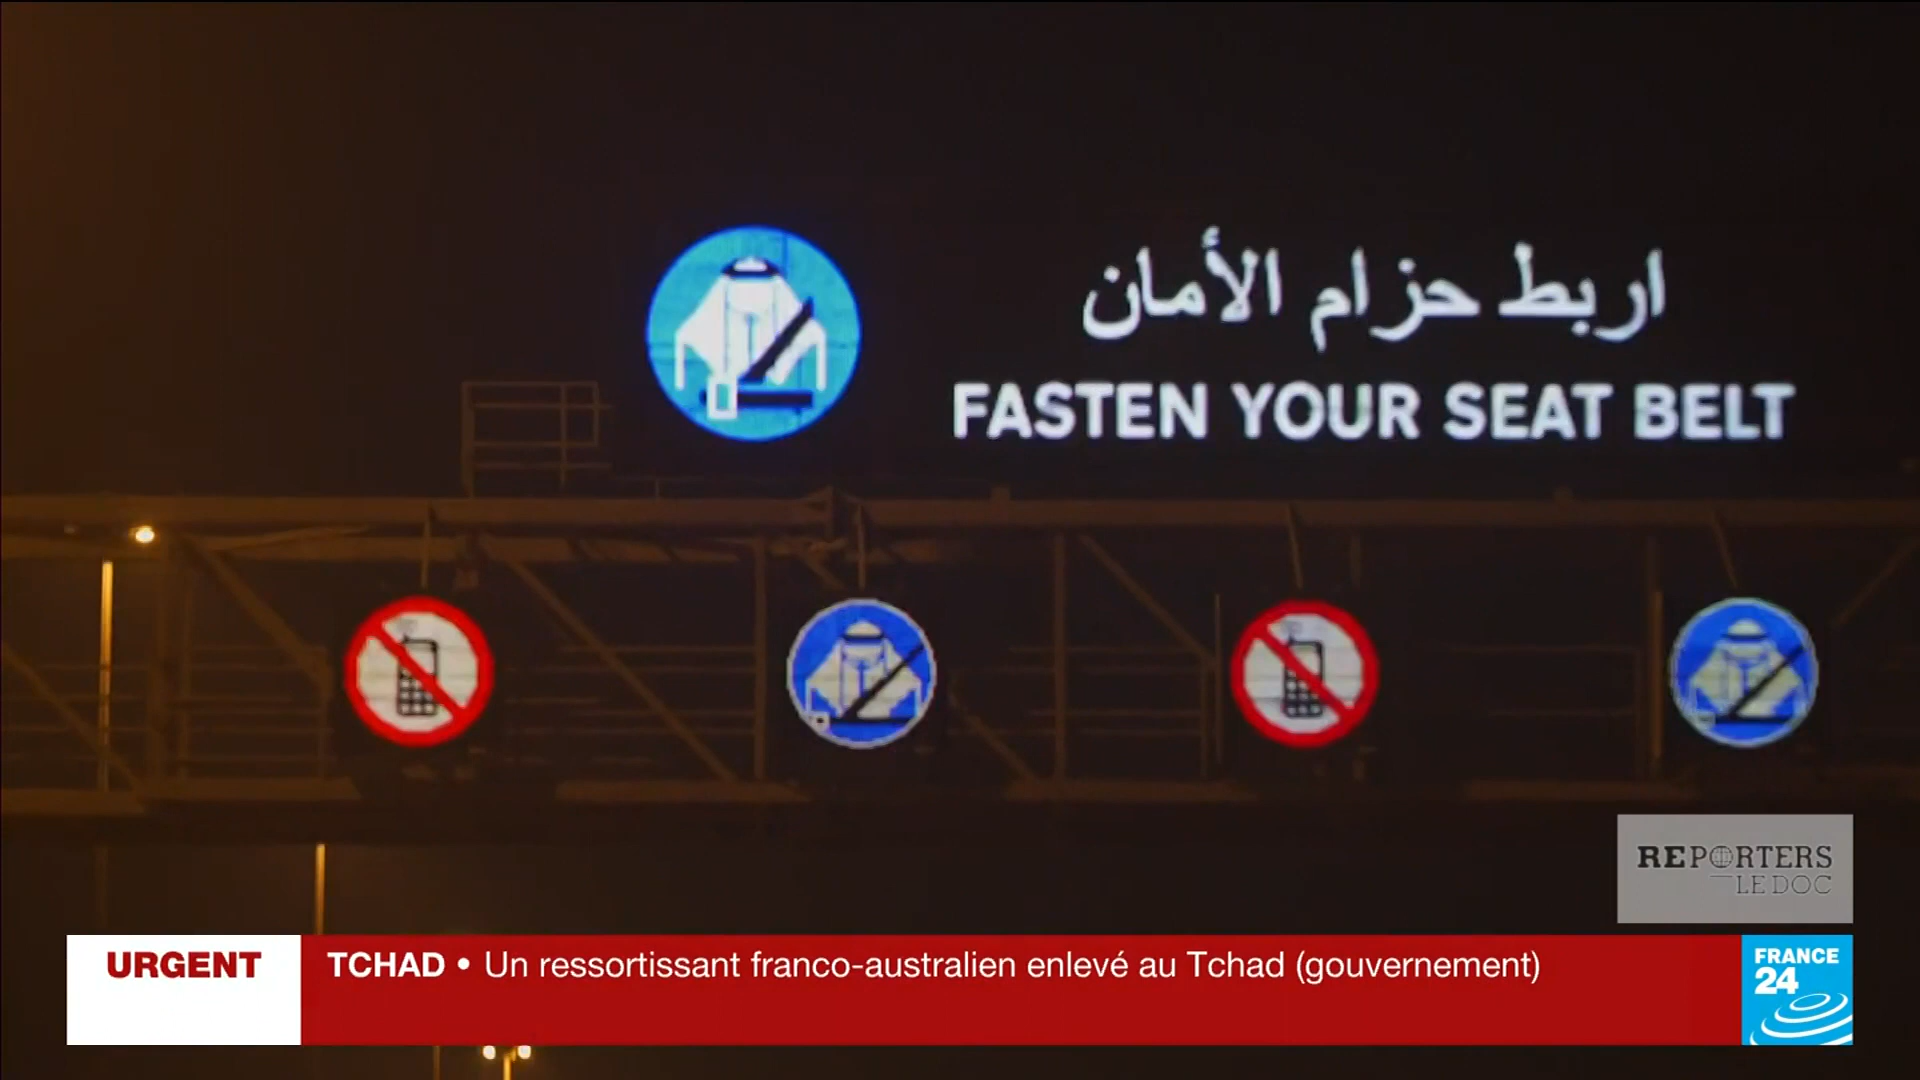 اربط حزام الأمان
FASTEN YOUR SEAT BELT
REPORTERS
LE DOC
URGENT
TCHAD • Un ressortissant franco-australien enlevé au Tchad (gouvernement)
FRANCE
24